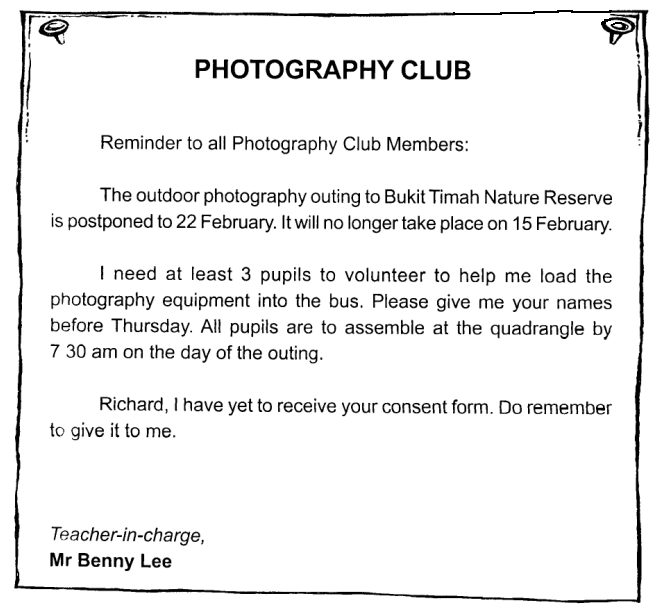 PHOTOGRAPHY CLUB
Reminder to all Photography Club Members:
The outdoor photography outing to Bukit Timah Nature Reserve
is postponed to 22 February. It will no longer take place on 15 February.
I need at least 3 pupils to volunteer to help me load the
photography equipment into the bus. Please give me your names
before Thursday. All pupils are to assemble at the quadrangle by
7 30 am on the day of the outing.
Richard, I have yet to receive your consent form. Do remember
to give it to me.
Teacher-in-charge,
Mr Benny Lee